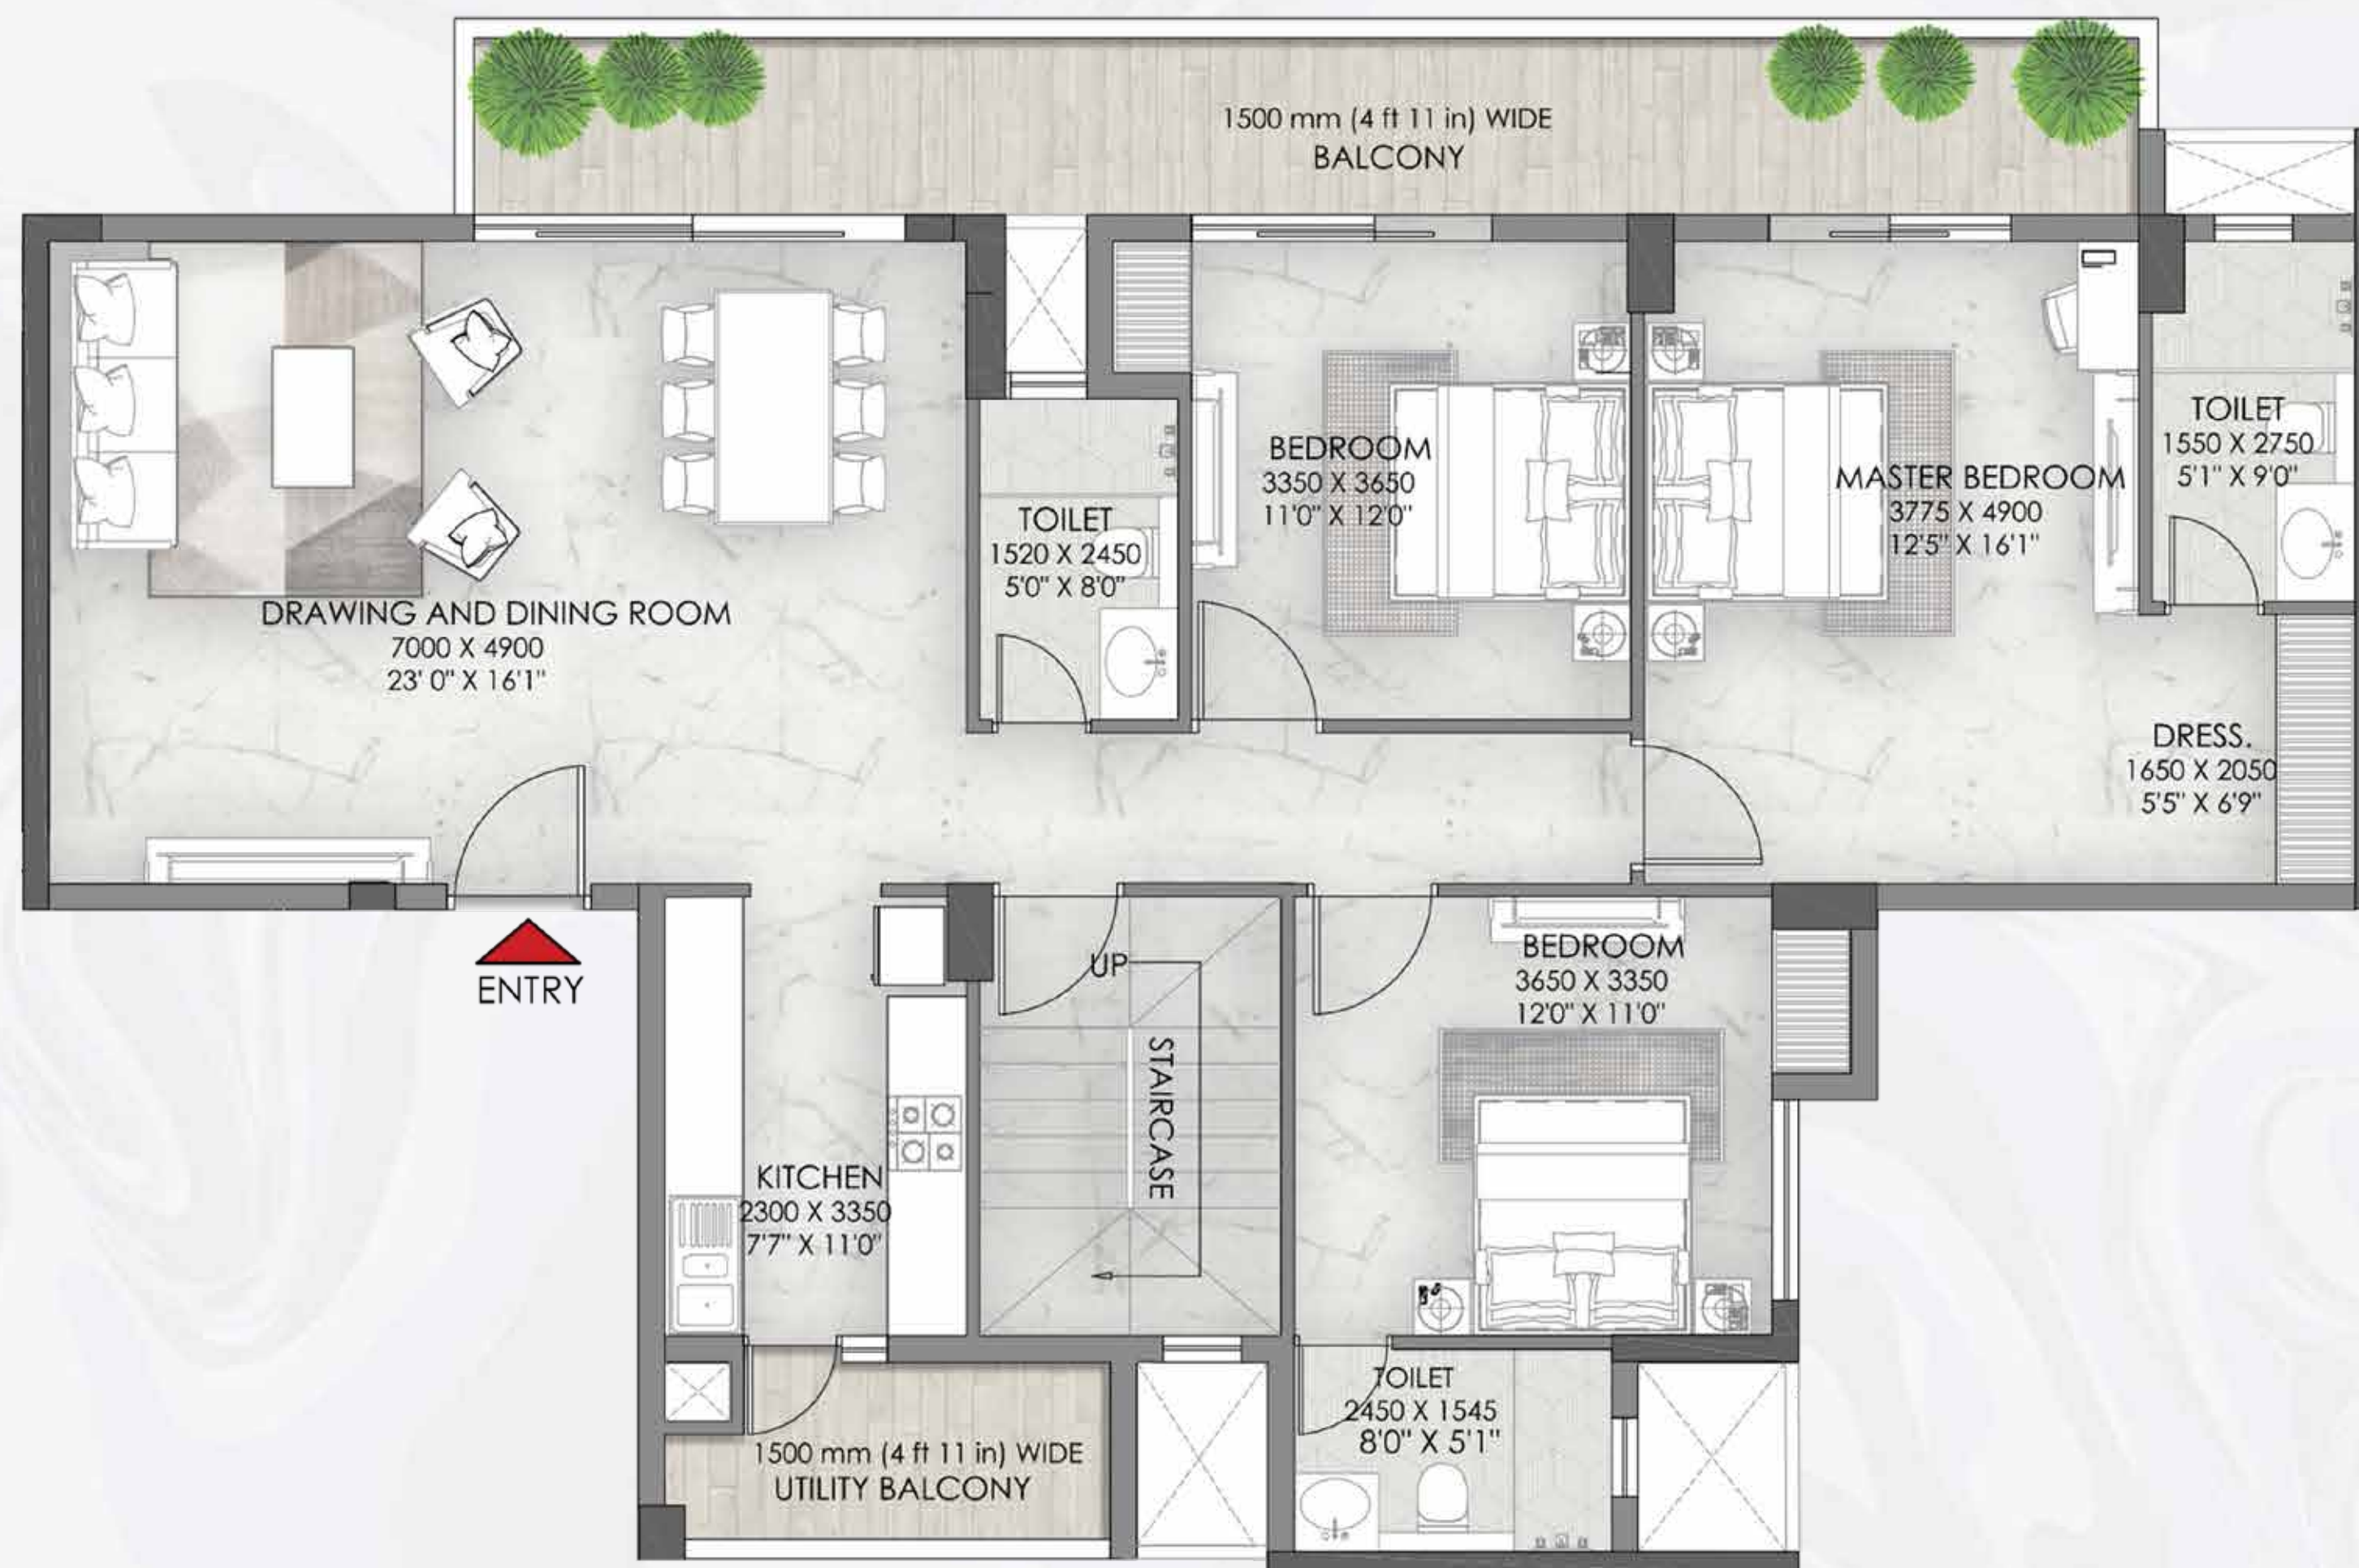 1500 mm (4 ft 11 in) WIDE
BALCONY
TOILET
1550 X 2750
5'1" X 9'0"
BEDROOM
3350 X 3650
11'0" X 12'0"
MASTER BEDROOM
3775 X 4900
12'5" X 16'1"
TOILET
1520 X 2450
5'0" X 8'0"
DRAWING AND DINING ROOM
7000 X 4900
23' 0" X 16'1"
DRESS.
1650 X 2050
5'5" X 6'9"
ENTRY
UP
STAIRCASE
BEDROOM
3650 X 3350
12'0" X 11'0"
KITCHEN
2300 X 3350
7'7" X 11'0"
TOILET
2450 X 1545
8'0" X 5'1"
1500 mm (4 ft 11 in) WIDE
UTILITY BALCONY